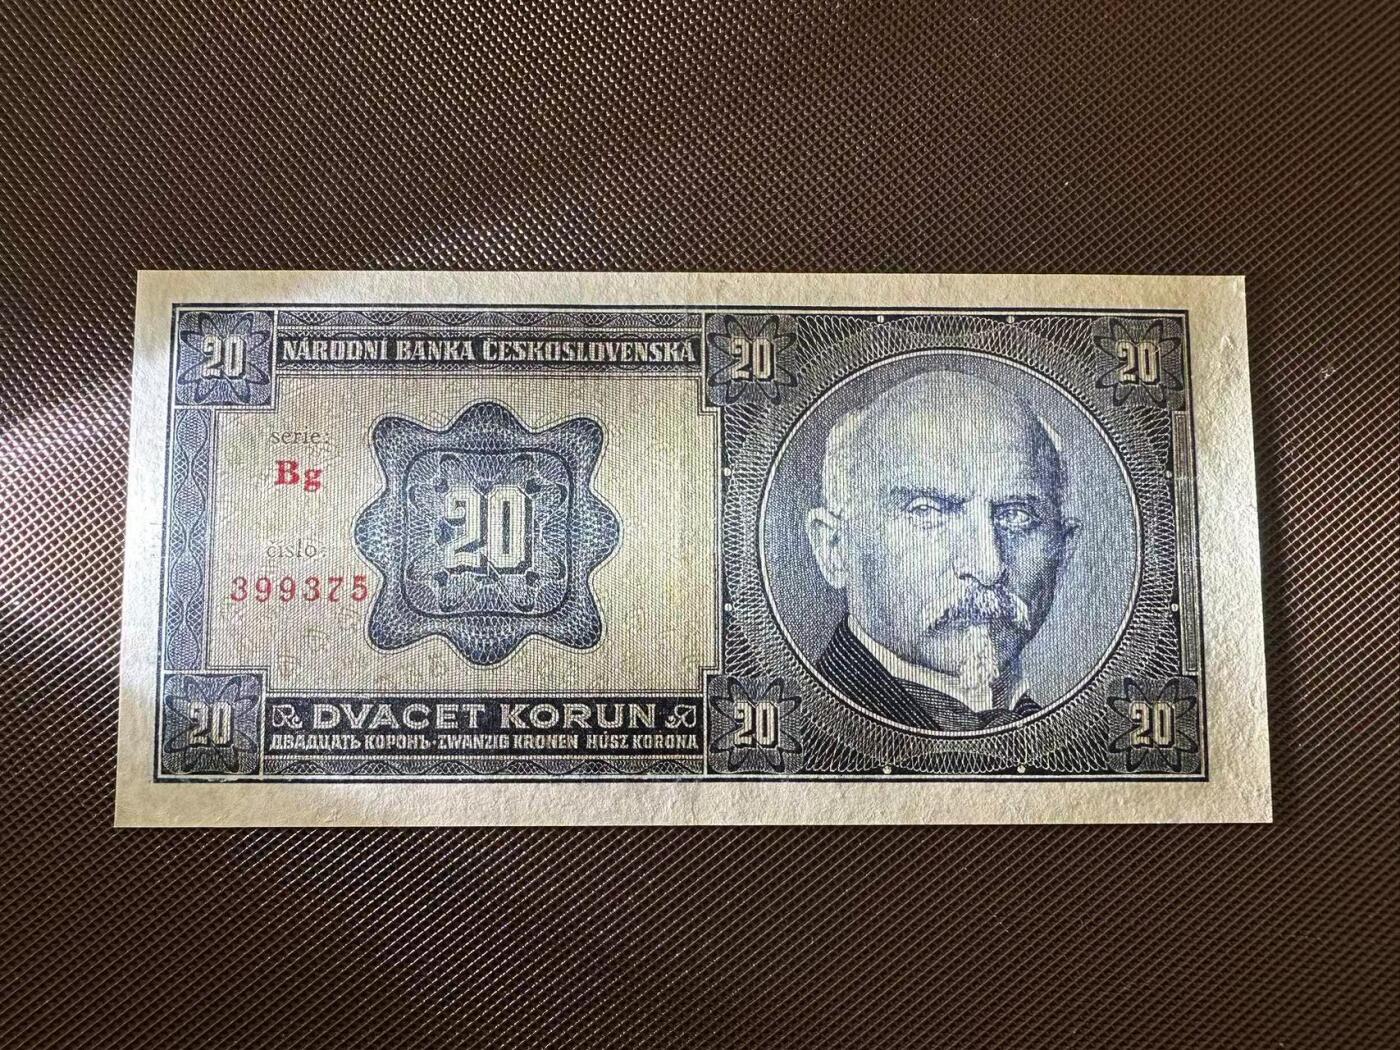 20 NÁRODNÍ BANKA ČESKOSLOVENSKÁ 20 20
serie:
Bg
20
číslo:
399375
20 DVACET KORUN 20 20
ДВАДЦАТЬ КОРОНЬ·ZWANZIG KRONEN HÚSZ KORONA